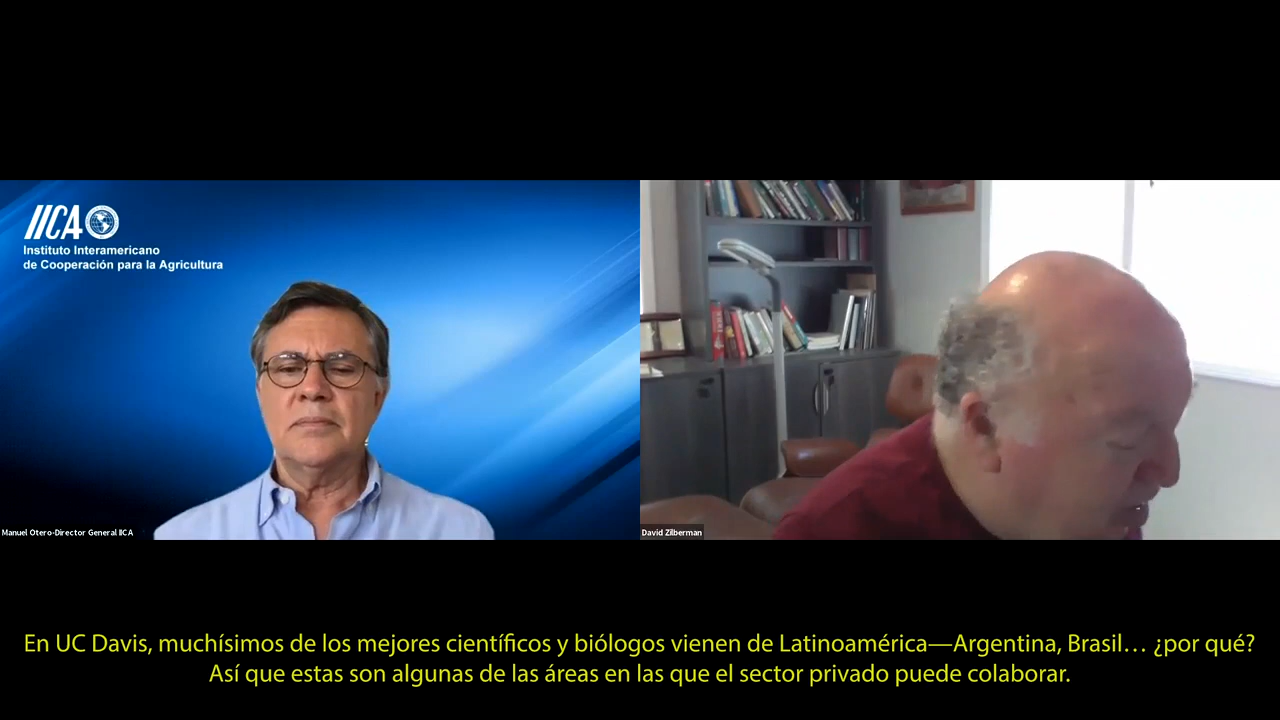 IICA
Instituto Interamericano
de Cooperación para la Agricultura
Manuel Otero-Director General IICA
David Zilberman
En UC Davis, muchísimos de los mejores científicos y biólogos vienen de Latinoamérica—Argentina, Brasil… ¿por qué?
Así que estas son algunas de las áreas en las que el sector privado puede colaborar.